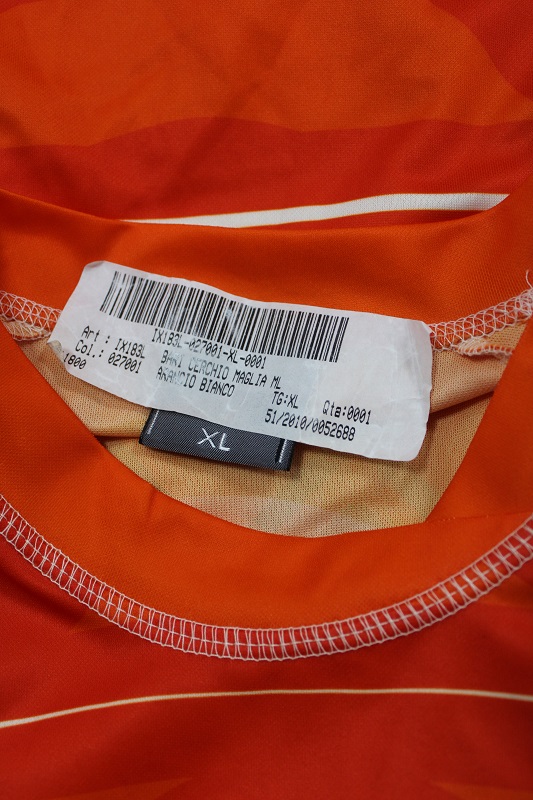 IX183L-027001-XL-0001
Art : IX183L BARI CERCHIO MAGLIA ML
Col.: 027001 ARANCIO BIANCO TG:XL Qta:0001
1800 51/2010/0052688
XL